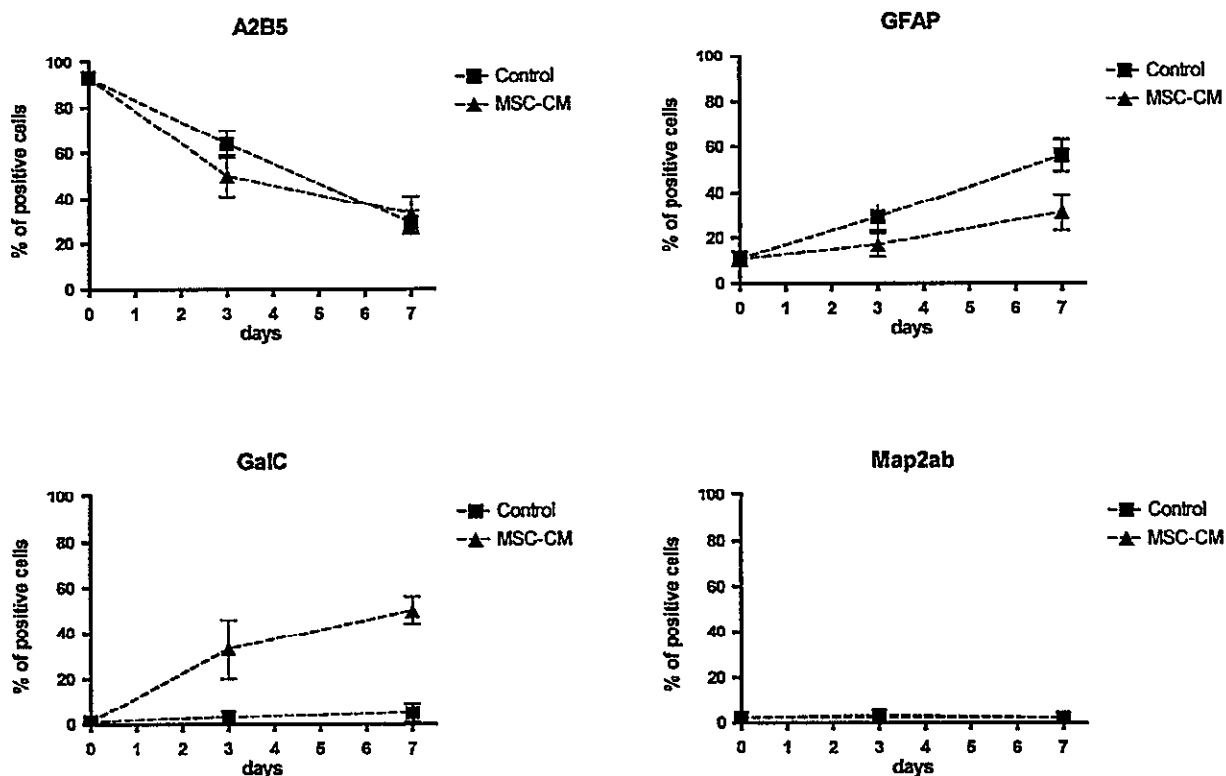 A2B5
% of positive cells
100
80
60
40
20
0
0 1 2 3 4 5 6 7
days
Control
MSC-CM
GFAP
% of positive cells
100
80
60
40
20
0
0 1 2 3 4 5 6 7
days
Control
MSC-CM
GalC
% of positive cells
100
80
60
40
20
0
0 1 2 3 4 5 6 7
days
Control
MSC-CM
Map2ab
% of positive cells
100
80
60
40
20
0
0 1 2 3 4 5 6 7
days
Control
MSC-CM